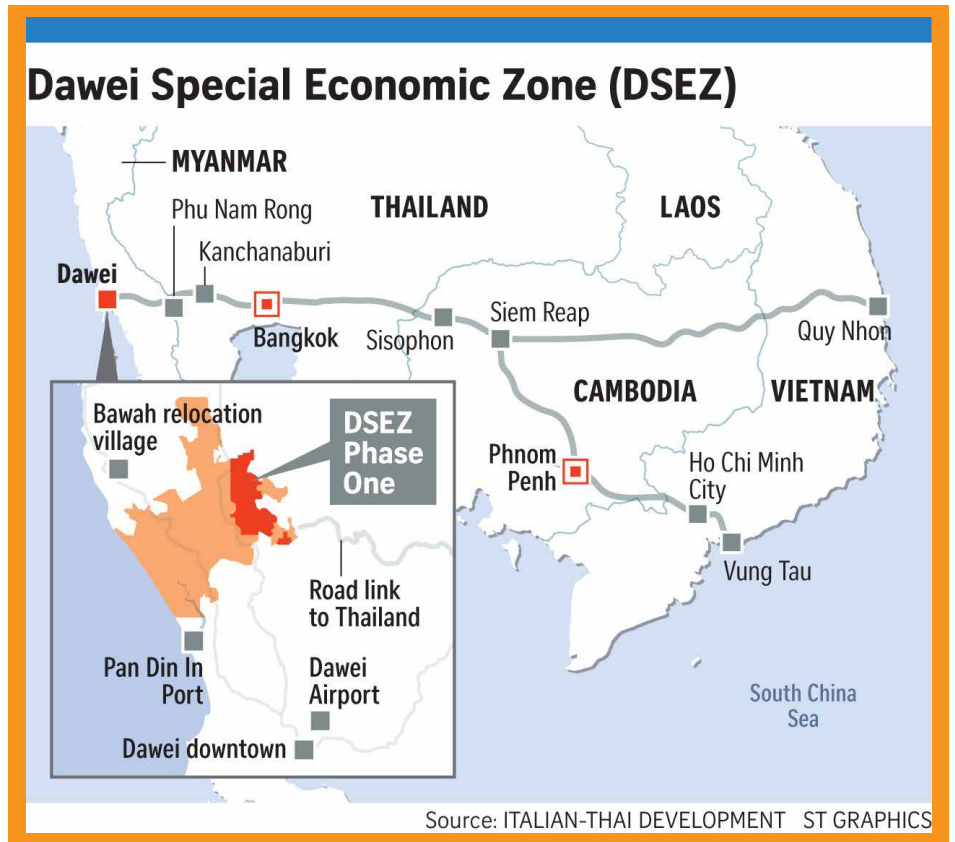 Dawei Special Economic Zone (DSEZ)
MYANMAR
Phu Nam Rong
THAILAND
LAOS
Kanchanaburi
Dawei
Bangkok
Sisophon
Siem Reap
Quy Nhon
CAMBODIA
VIETNAM
Phnom
Penh
Ho Chi Minh
City
Vung Tau
South China
Sea
Bawah relocation
village
DSEZ
Phase
One
Road link
to Thailand
Pan Din In
Port
Dawei
Airport
Dawei downtown
Source: ITALIAN-THAI DEVELOPMENT ST GRAPHICS